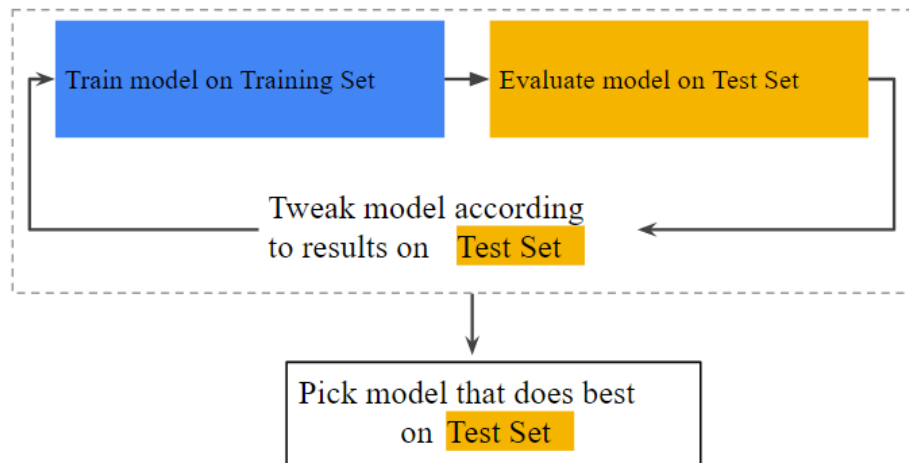 Train model on Training Set
Evaluate model on Test Set
Tweak model according
to results on Test Set
Pick model that does best
on Test Set